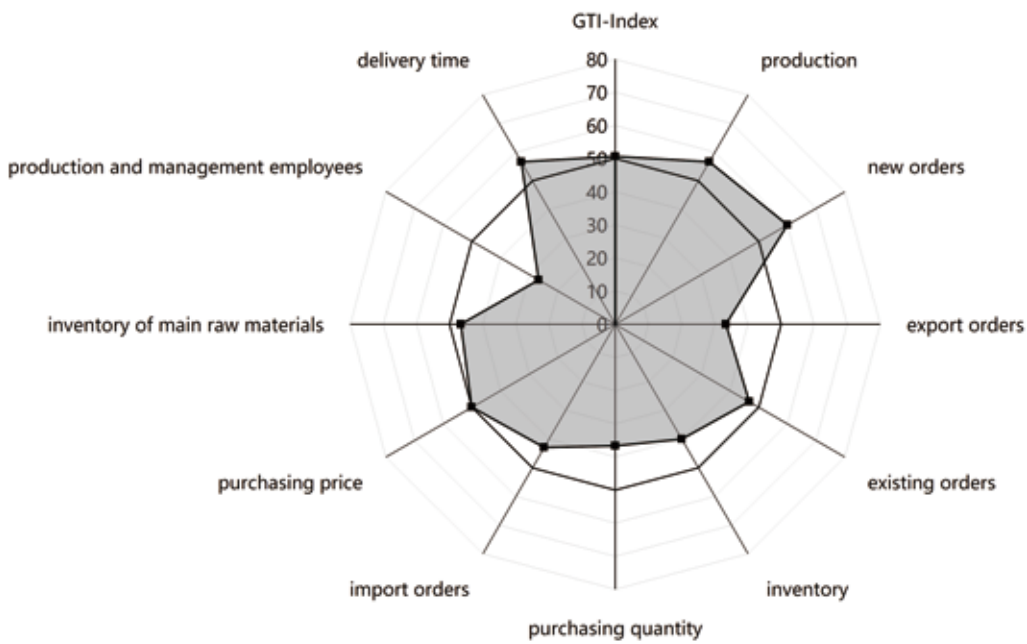 GTI-Index
delivery time
80
production
70
60
production and management employees
50
new orders
40
30
20
10
inventory of main raw materials
0
export orders
purchasing price
existing orders
import orders
inventory
purchasing quantity